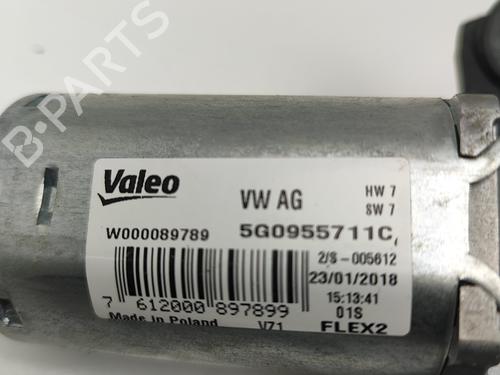 B-PARTS
Valeo
VW AG
HW 7
SW 7
W000089789
5G0955711C
2/S-005612
23/01/2018
15:13:41
7 612000 897899
01S
Made in Poland
V71
FLEX2